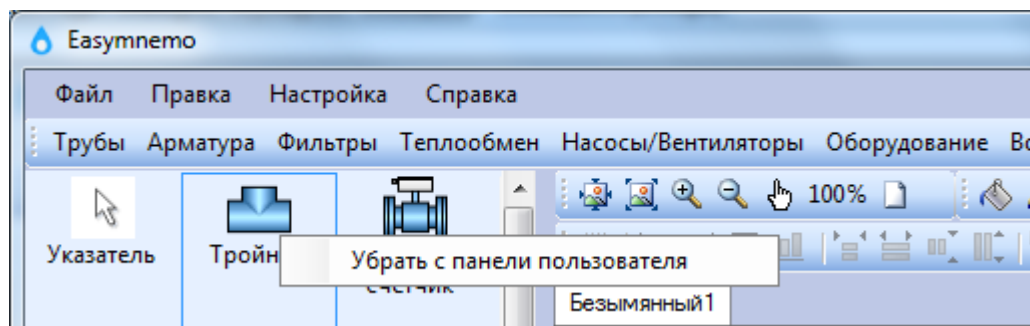 Easymnemo
Файл Правка Настройка Справка
Трубы Арматура Фильтры Теплообмен Насосы/Вентиляторы Оборудование
100%
Указатель
Убрать с панели пользователя
Безымянный1